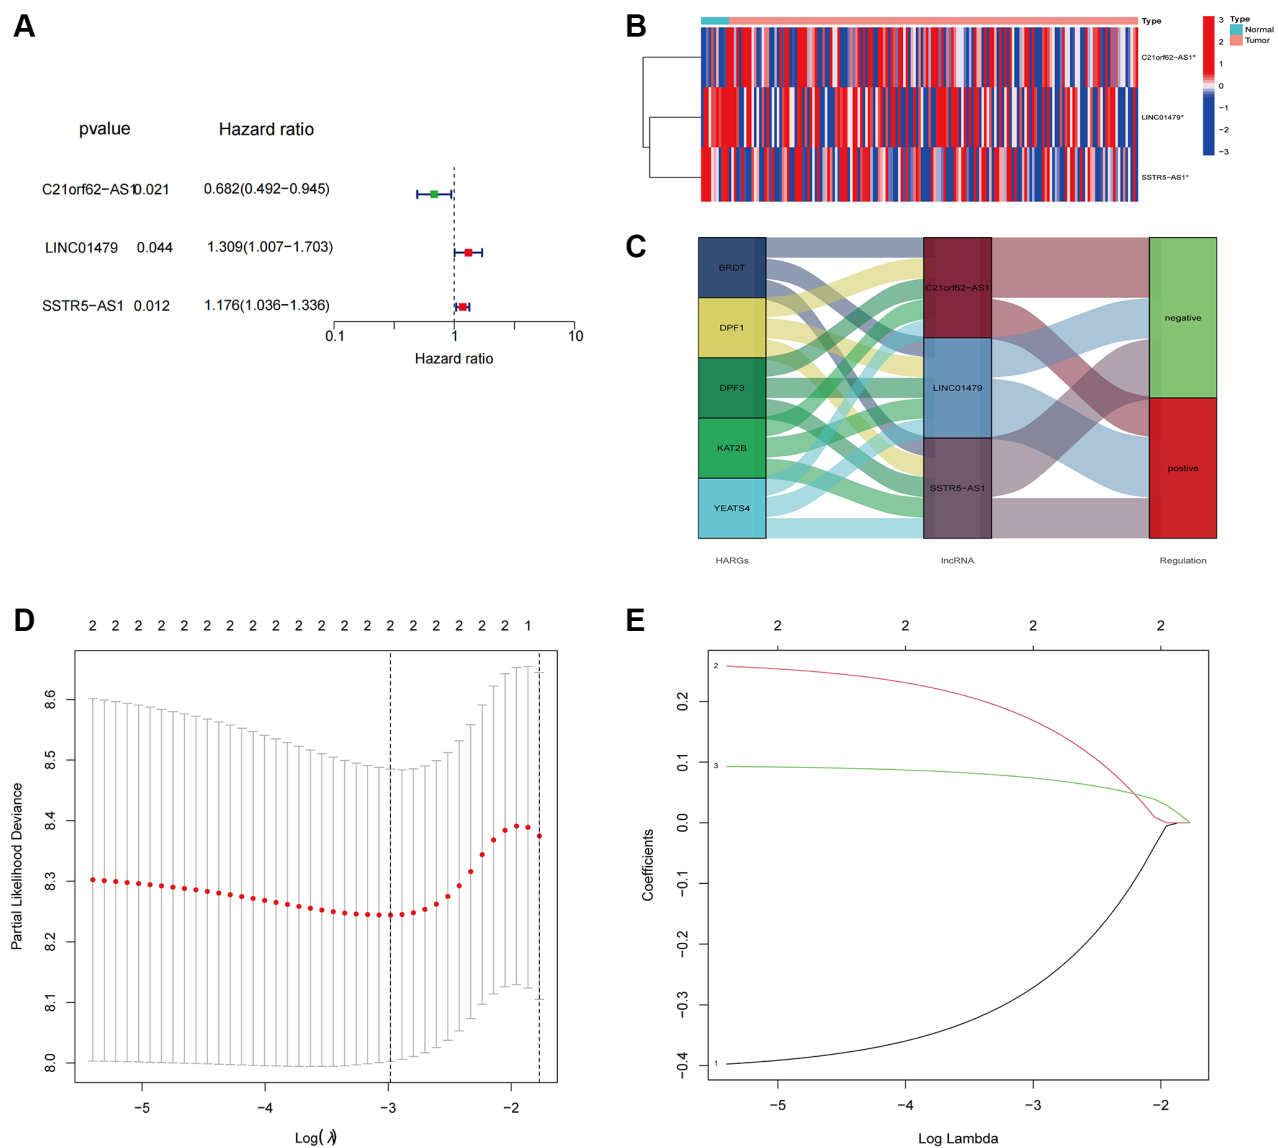 A
pvalue Hazard ratio
C21orf62−AS1 0.021 0.682(0.492−0.945)
LINC01479 0.044 1.309(1.007−1.703)
SSTR5−AS1 0.012 1.176(1.036−1.336)
0.1 1 10
Hazard ratio
B
Type
C21orf62−AS1*
LINC01479*
SSTR5−AS1*
3
2
1
0
−1
−2
−3
Type
Normal
Tumor
C
BRDT
DPF1
DPF3
KAT2B
YEATS4
C21orf62−AS1
LINC01479
SSTR5−AS1
negative
postive
HARGs lncRNA Regulation
D
2 2 2 2 2 2 2 2 2 2 2 2 2 2 2 2 2 2 2 1
Partial Likelihood Deviance
8.6
8.5
8.4
8.3
8.2
8.1
8.0
−5 −4 −3 −2
Log(λ)
E
2 2 2 2
Coefficients
0.2
0.1
0.0
−0.1
−0.2
−0.3
−0.4
2
3
1
−5 −4 −3 −2
Log Lambda